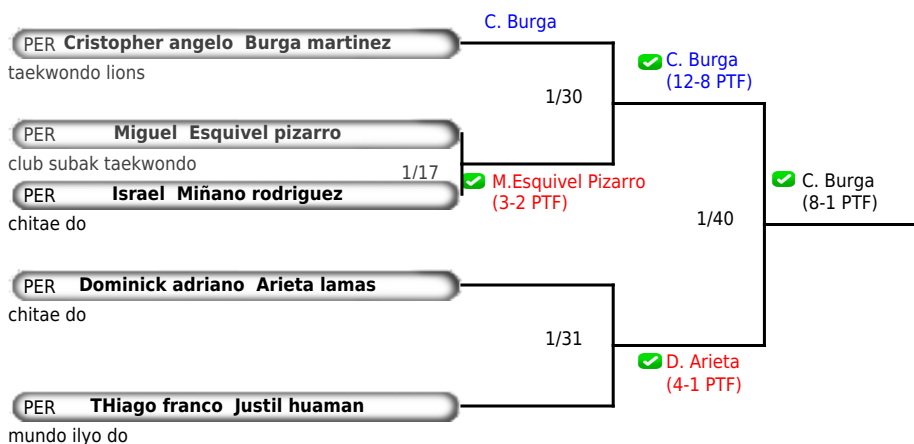 C. Burga
PER Cristopher angelo Burga martinez
taekwondo lions
C. Burga
(12-8 PTF)
1/30
PER Miguel Esquivel pizarro
club subak taekwondo
1/17
M.Esquivel Pizarro
(3-2 PTF)
C. Burga
(8-1 PTF)
PER Israel Miñano rodriguez
chitae do
1/40
PER Dominick adriano Arieta lamas
chitae do
1/31
D. Arieta
(4-1 PTF)
PER THiago franco Justil huaman
mundo ilyo do